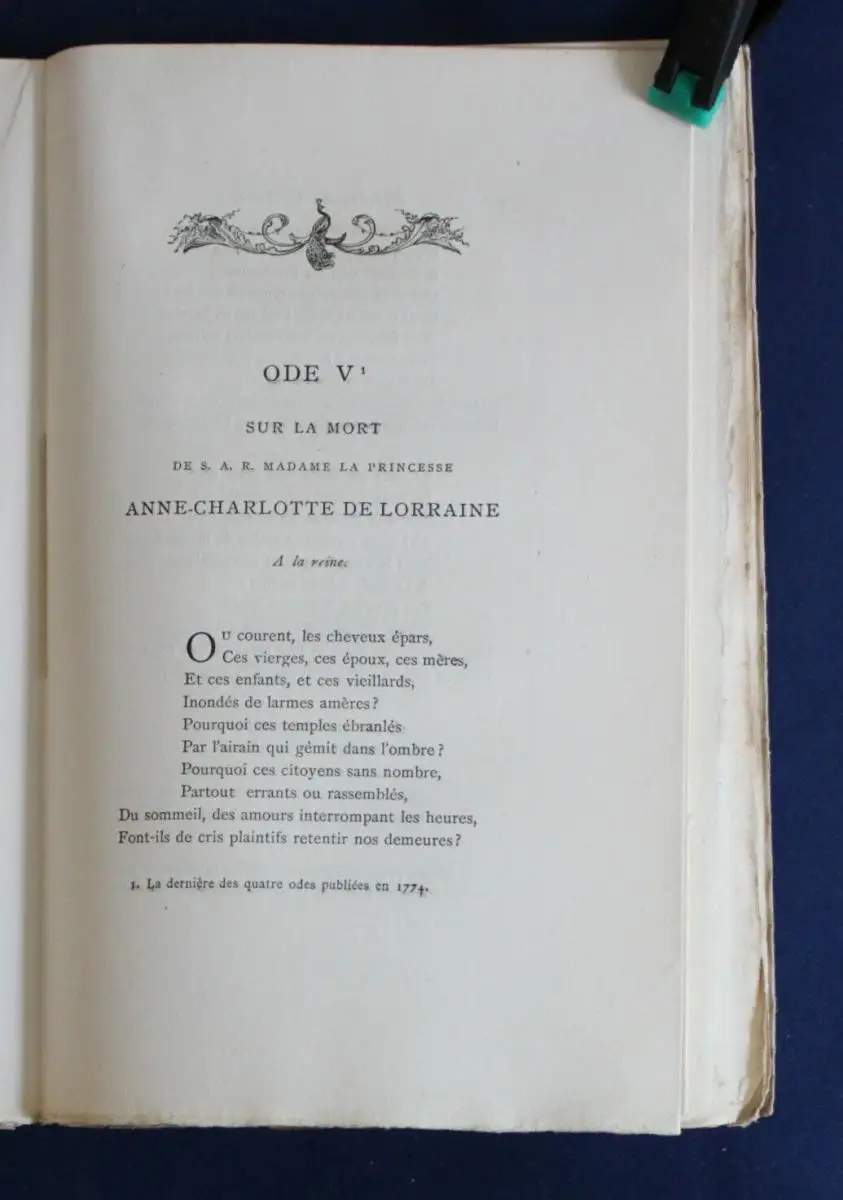 ODE V¹
SUR LA MORT
DE S. A. R. MADAME LA PRINCESSE
ANNE-CHARLOTTE DE LORRAINE
A la reine.
OU courent, les cheveux épars,
Ces vierges, ces époux, ces mères,
Et ces enfants, et ces vieillards,
Inondés de larmes amères?
Pourquoi ces temples ébranlés
Par l'airain qui gémit dans l'ombre?
Pourquoi ces citoyens sans nombre,
Partout errants ou rassemblés,
Du sommeil, des amours interrompant les heures,
Font-ils de cris plaintifs retentir nos demeures?
1. La dernière des quatre odes publiées en 1774.